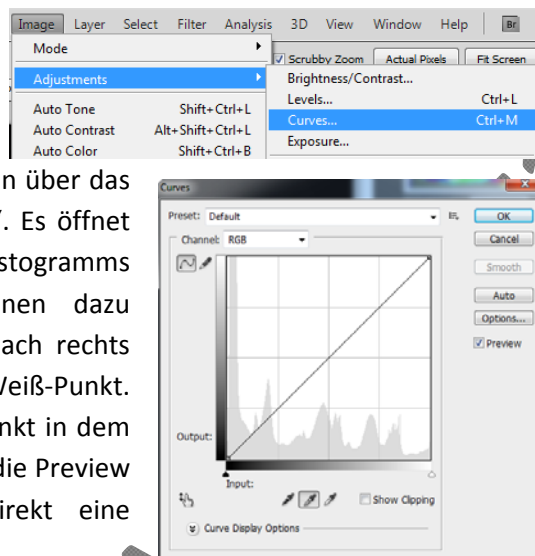 Image Layer Select Filter Analysis 3D View Window Help Br
Mode
Scrubby Zoom Actual Pixels Fit Screen
Adjustments
Brightness/Contrast...
Levels... Ctrl+L
Auto Tone Shift+Ctrl+L
Curves... Ctrl+M
Auto Contrast Alt+Shift+Ctrl+L
Exposure...
Auto Color Shift+Ctrl+B
n über das
. Es öffnet
stogramms
nen dazu
ach rechts
Weiß-Punkt.
nkt in dem
die Preview
irekt eine
Curves
Preset: Default OK
Channel: RGB Cancel
Smooth
Auto
Options...
Preview
Output:
Input:
Show Clipping
Curve Display Options